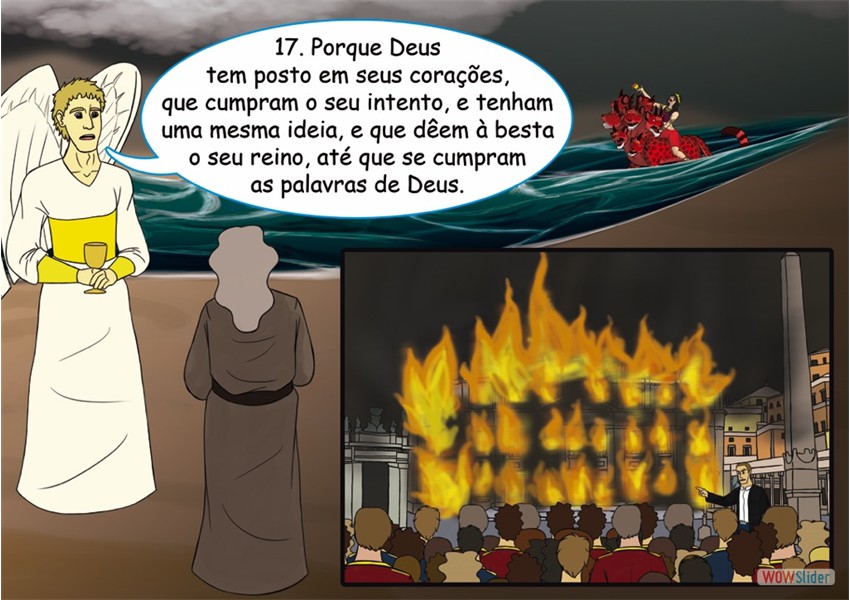 17. Porque Deus
tem posto em seus corações,
que cumpram o seu intento, e tenham
uma mesma ideia, e que dêem à besta
o seu reino, até que se cumpram
as palavras de Deus.
WOWSlider